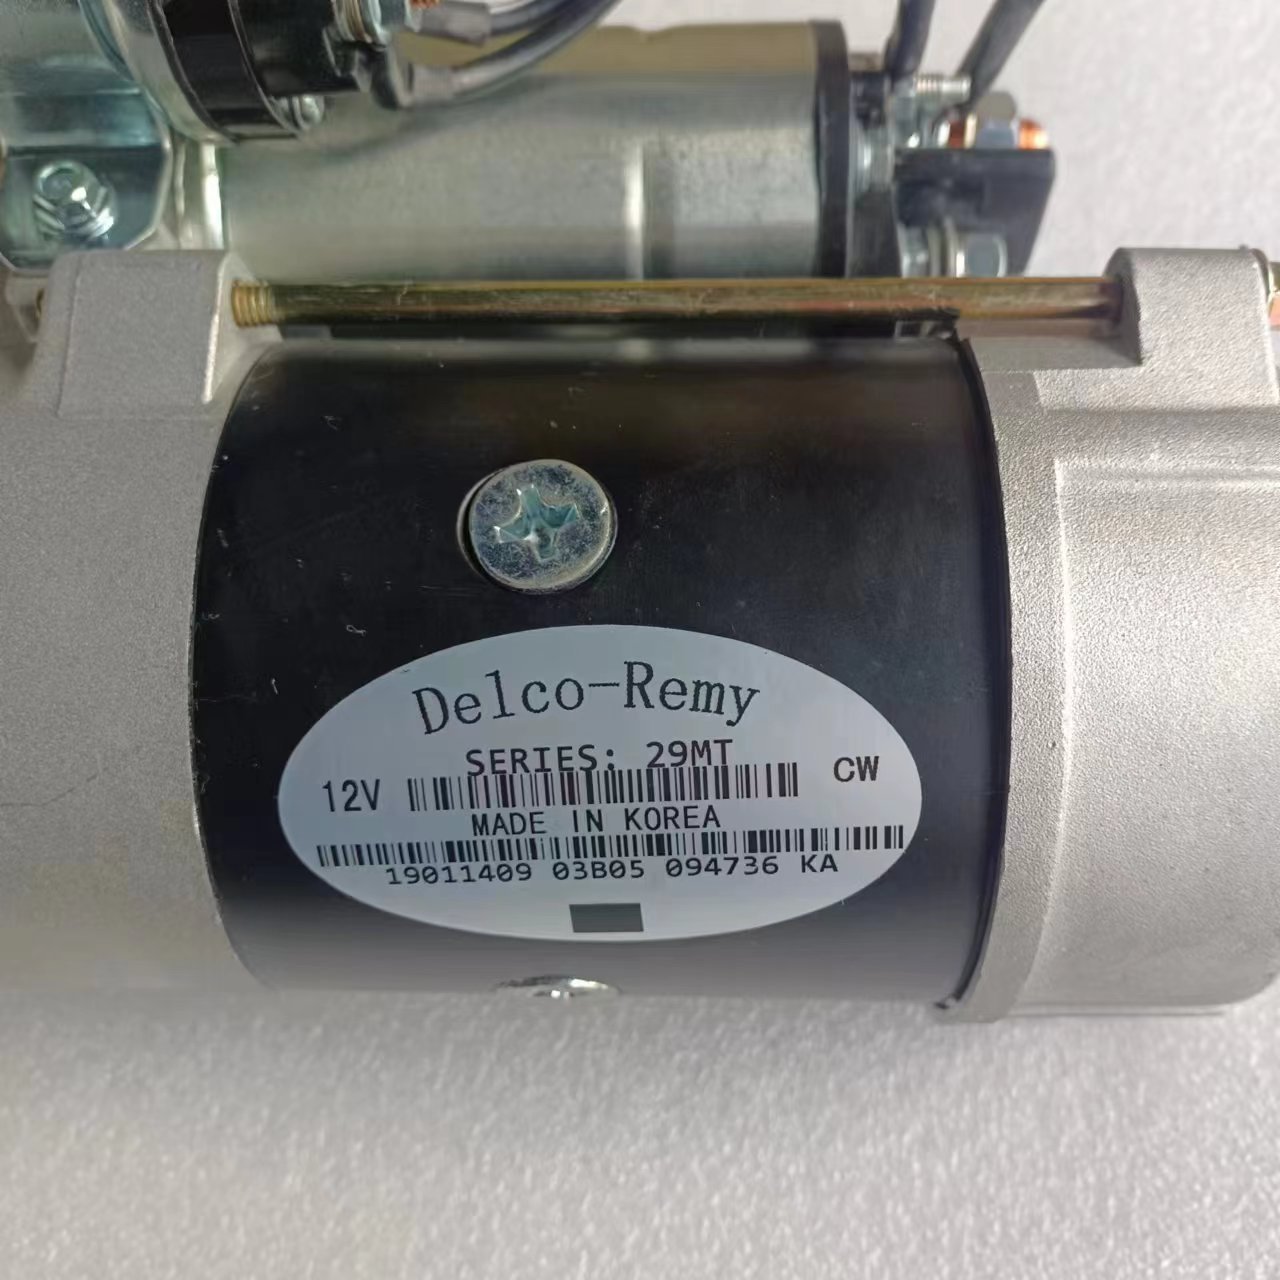 Delco-Remy
SERIES: 29MT
12V
CW
MADE IN KOREA
19011409 03B05 094736 KA